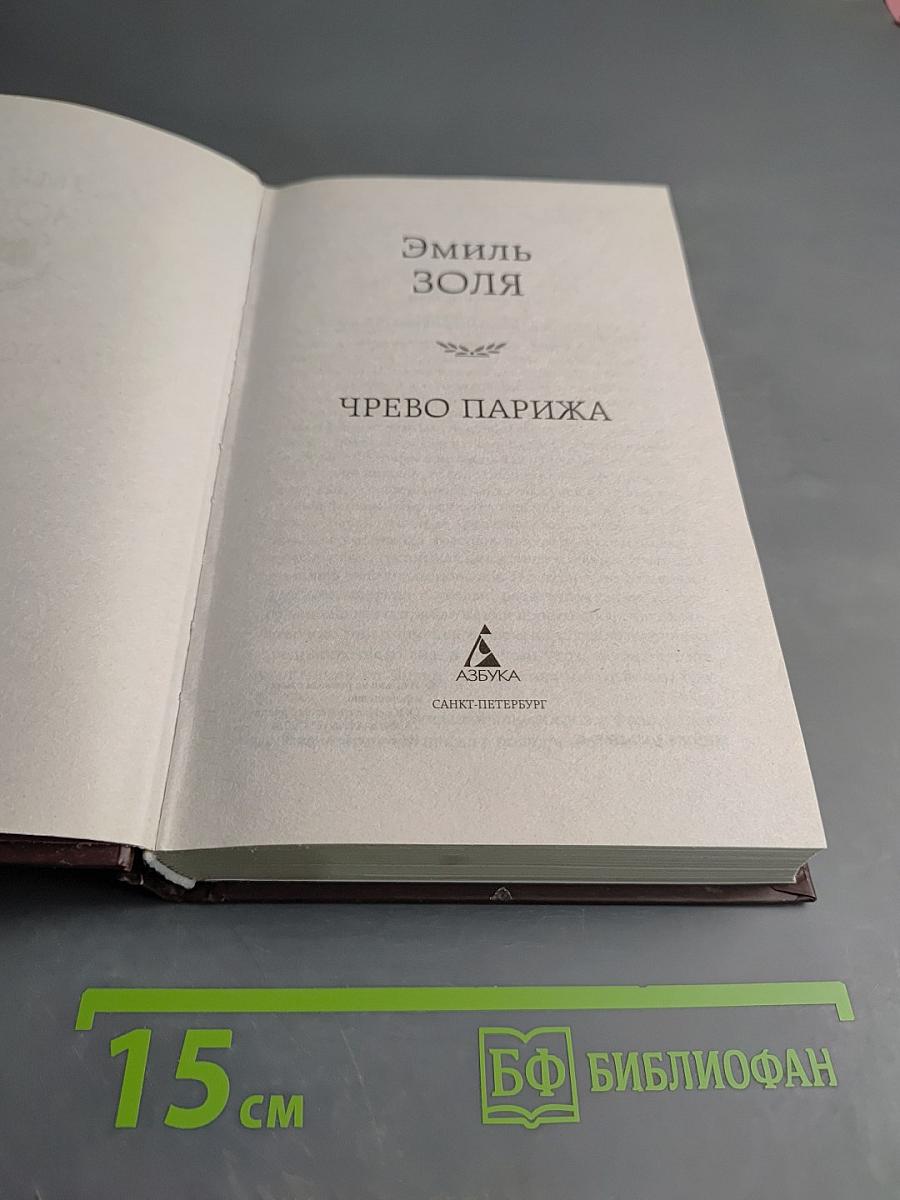 Эмиль
ЗОЛЯ
ЧРЕВО ПАРИЖА
АЗБУКА
САНКТ-ПЕТЕРБУРГ
15 см
БФ БИБЛИОФАН